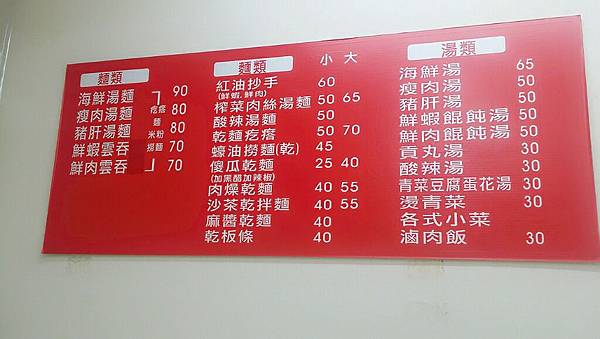 麵類
海鮮湯麵 90
瘦肉湯麵 疙瘩 80
豬肝湯麵 麵 米粉 80
鮮蝦雲吞 撈麵 70
鮮肉雲吞 70
麵類 小 大
紅油抄手 60
(鮮蝦.鮮肉)
榨菜肉絲湯麵 50 65
酸辣湯麵 50
乾麵疙瘩 50 70
蠔油撈麵(乾) 45
傻瓜乾麵 25 40
(加黑醋加辣椒)
肉燥乾麵 40 55
沙茶乾拌麵 40 55
麻醬乾麵 40
乾板條 40
湯類
海鮮湯 65
瘦肉湯 50
豬肝湯 50
鮮蝦餛飩湯 50
鮮肉餛飩湯 50
貢丸湯 30
酸辣湯 30
青菜豆腐蛋花湯 30
燙青菜 30
各式小菜
滷肉飯 30